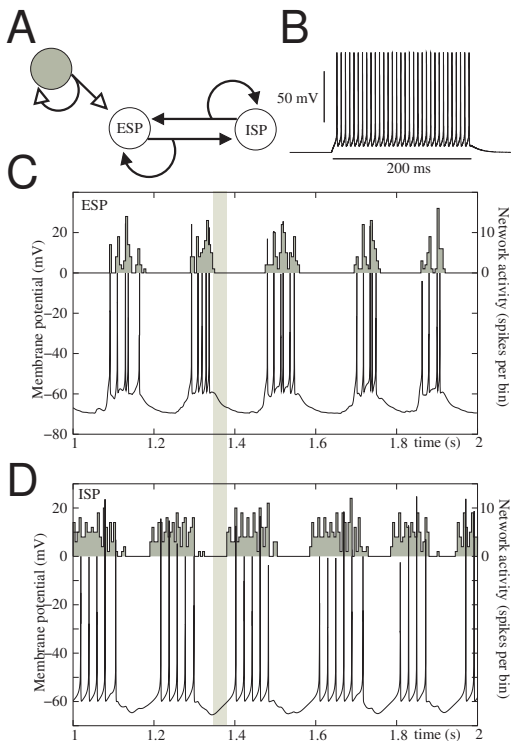 A
B
ESP
ISP
50 mV
200 ms
C
ESP
20
0
−20
−40
−60
−80
Membrane potential (mV)
10
0
Network activity (spikes per bin)
1
1.2
1.4
1.6
1.8
time (s)
2
D
ISP
20
0
−20
−40
−60
Membrane potential (mV)
10
0
Network activity (spikes per bin)
1
1.2
1.4
1.6
1.8
time (s)
2